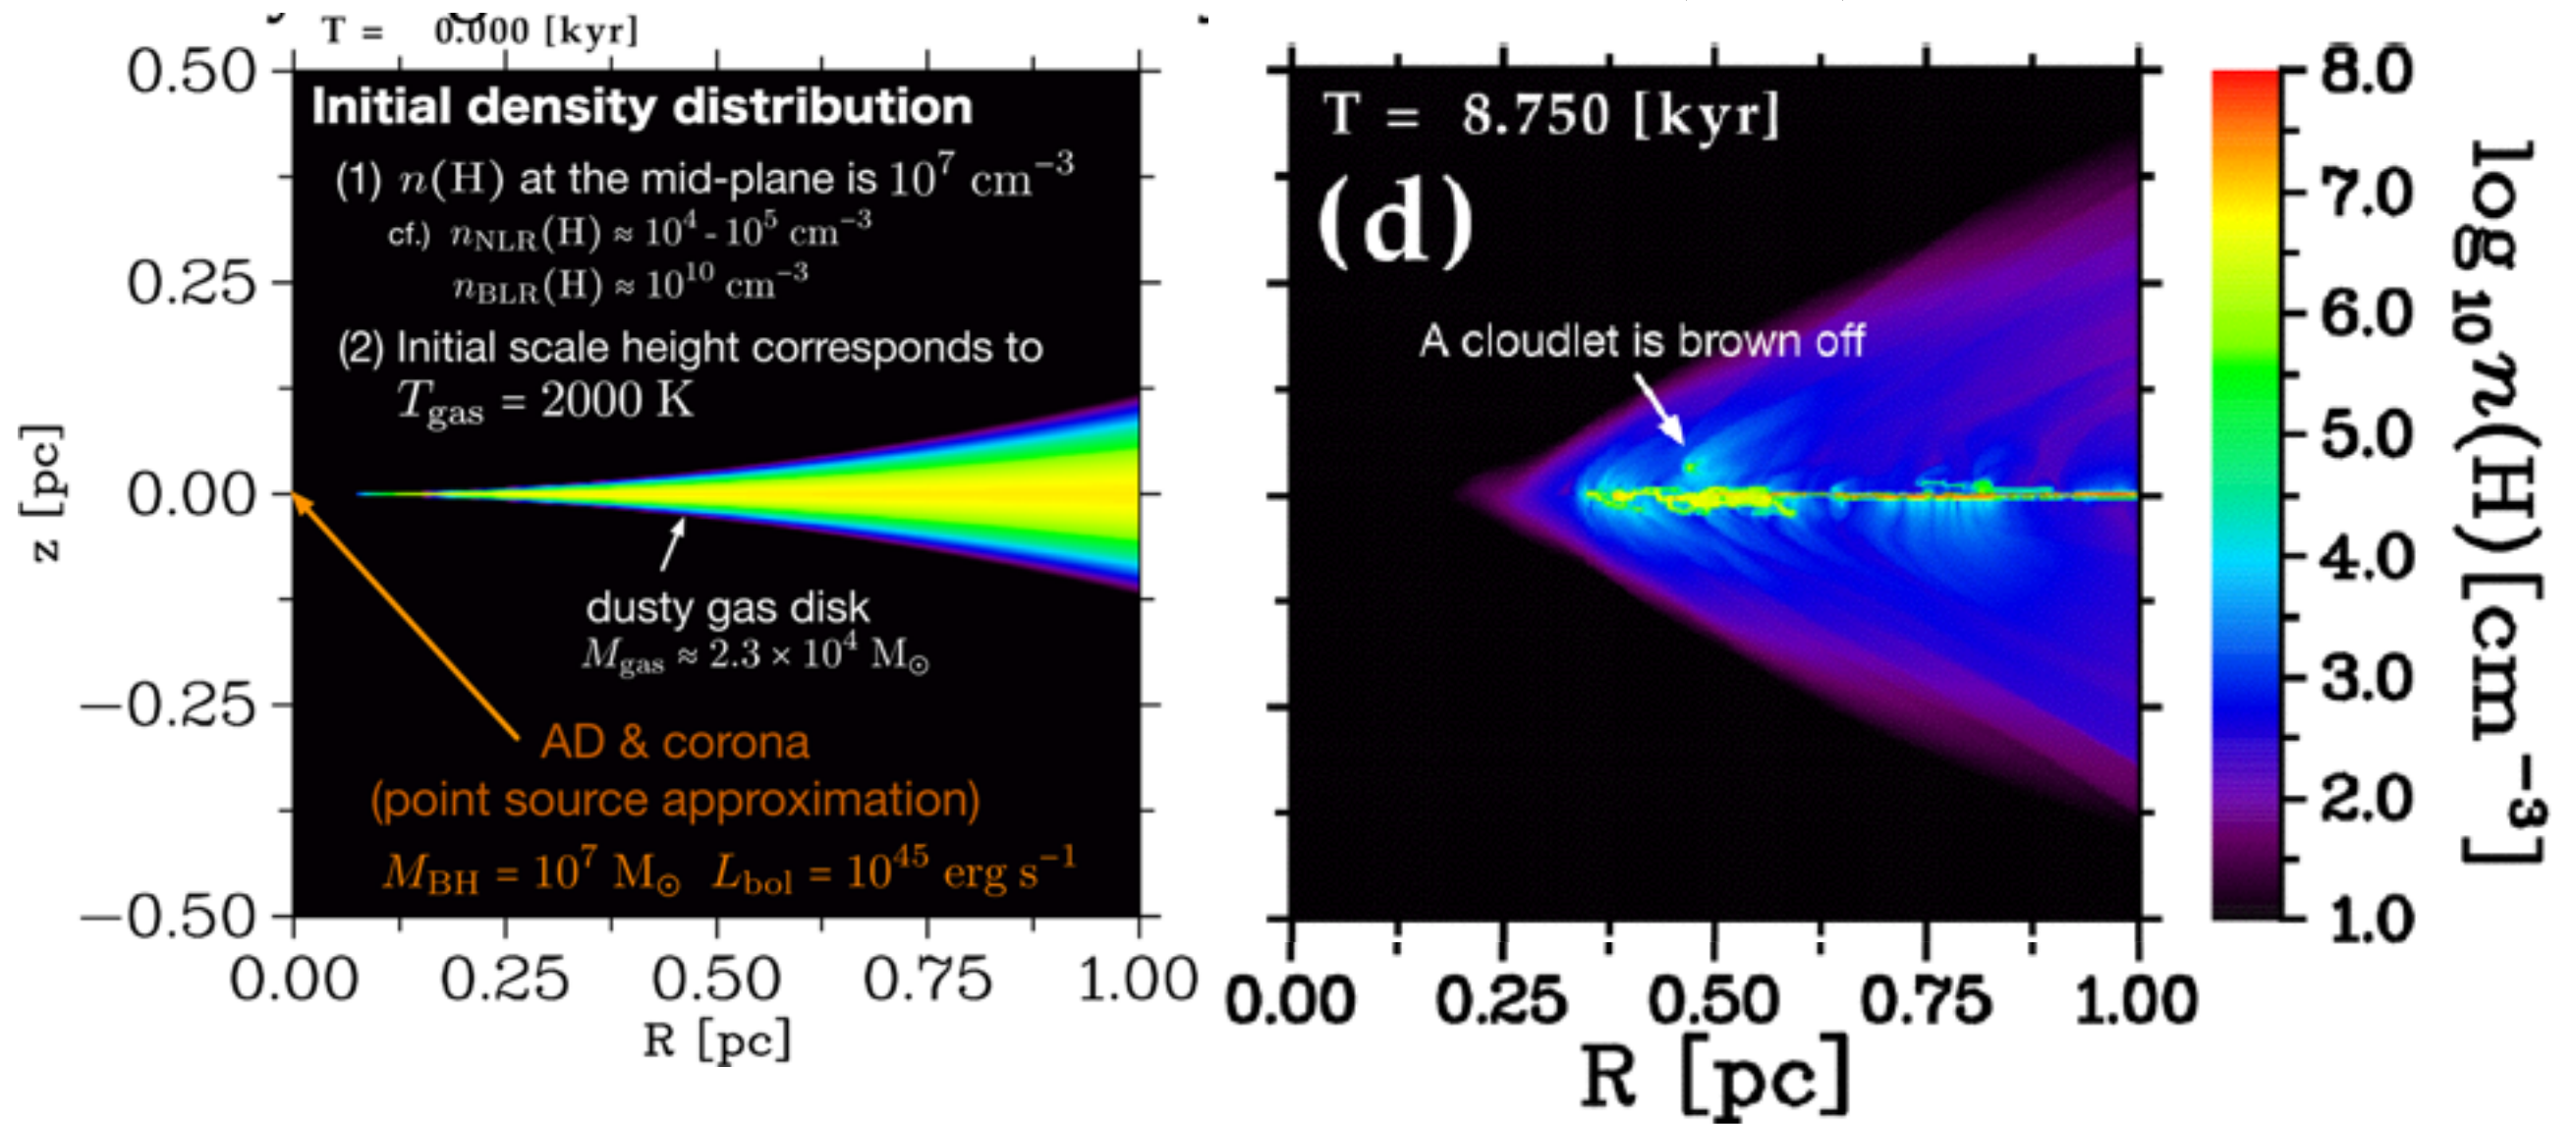 T = 0.000 [kyr]
0.50
0.25
0.00
−0.25
−0.50
z [pc]
Initial density distribution
(1) n(H) at the mid-plane is 10⁷ cm⁻³
cf.) n_NLR(H) ≈ 10⁴ - 10⁵ cm⁻³
n_BLR(H) ≈ 10¹⁰ cm⁻³
(2) Initial scale height corresponds to
T_gas = 2000 K
dusty gas disk
M_gas ≈ 2.3 × 10⁴ M_⊙
AD & corona
(point source approximation)
M_BH = 10⁷ M_⊙ L_bol = 10⁴⁵ erg s⁻¹
0.00 0.25 0.50 0.75 1.00
R [pc]
T = 8.750 [kyr]
(d)
A cloudlet is brown off
0.00 0.25 0.50 0.75 1.00
R [pc]
8.0
7.0
6.0
5.0
4.0
3.0
2.0
1.0
log₁₀n(H) [cm⁻³]